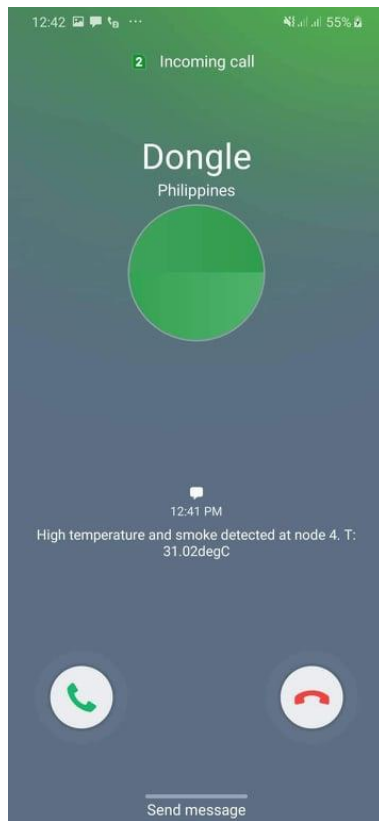 12:42 ... 55%
2 Incoming call
Dongle
Philippines
12:41 PM
High temperature and smoke detected at node 4. T:
31.02degC
Send message